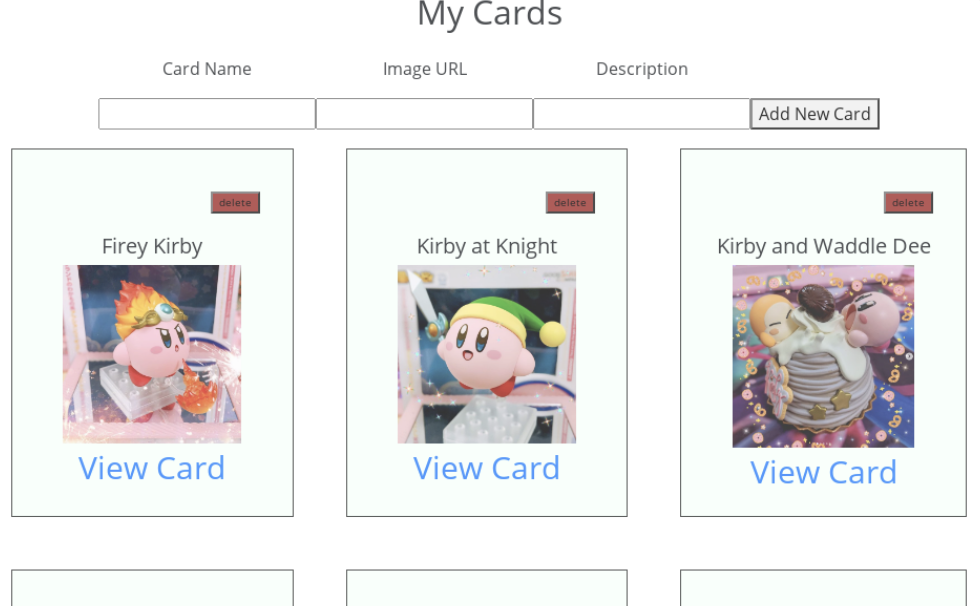 My Cards
Card Name Image URL Description
Add New Card
delete delete delete
Firey Kirby Kirby at Knight Kirby and Waddle Dee
View Card View Card View Card